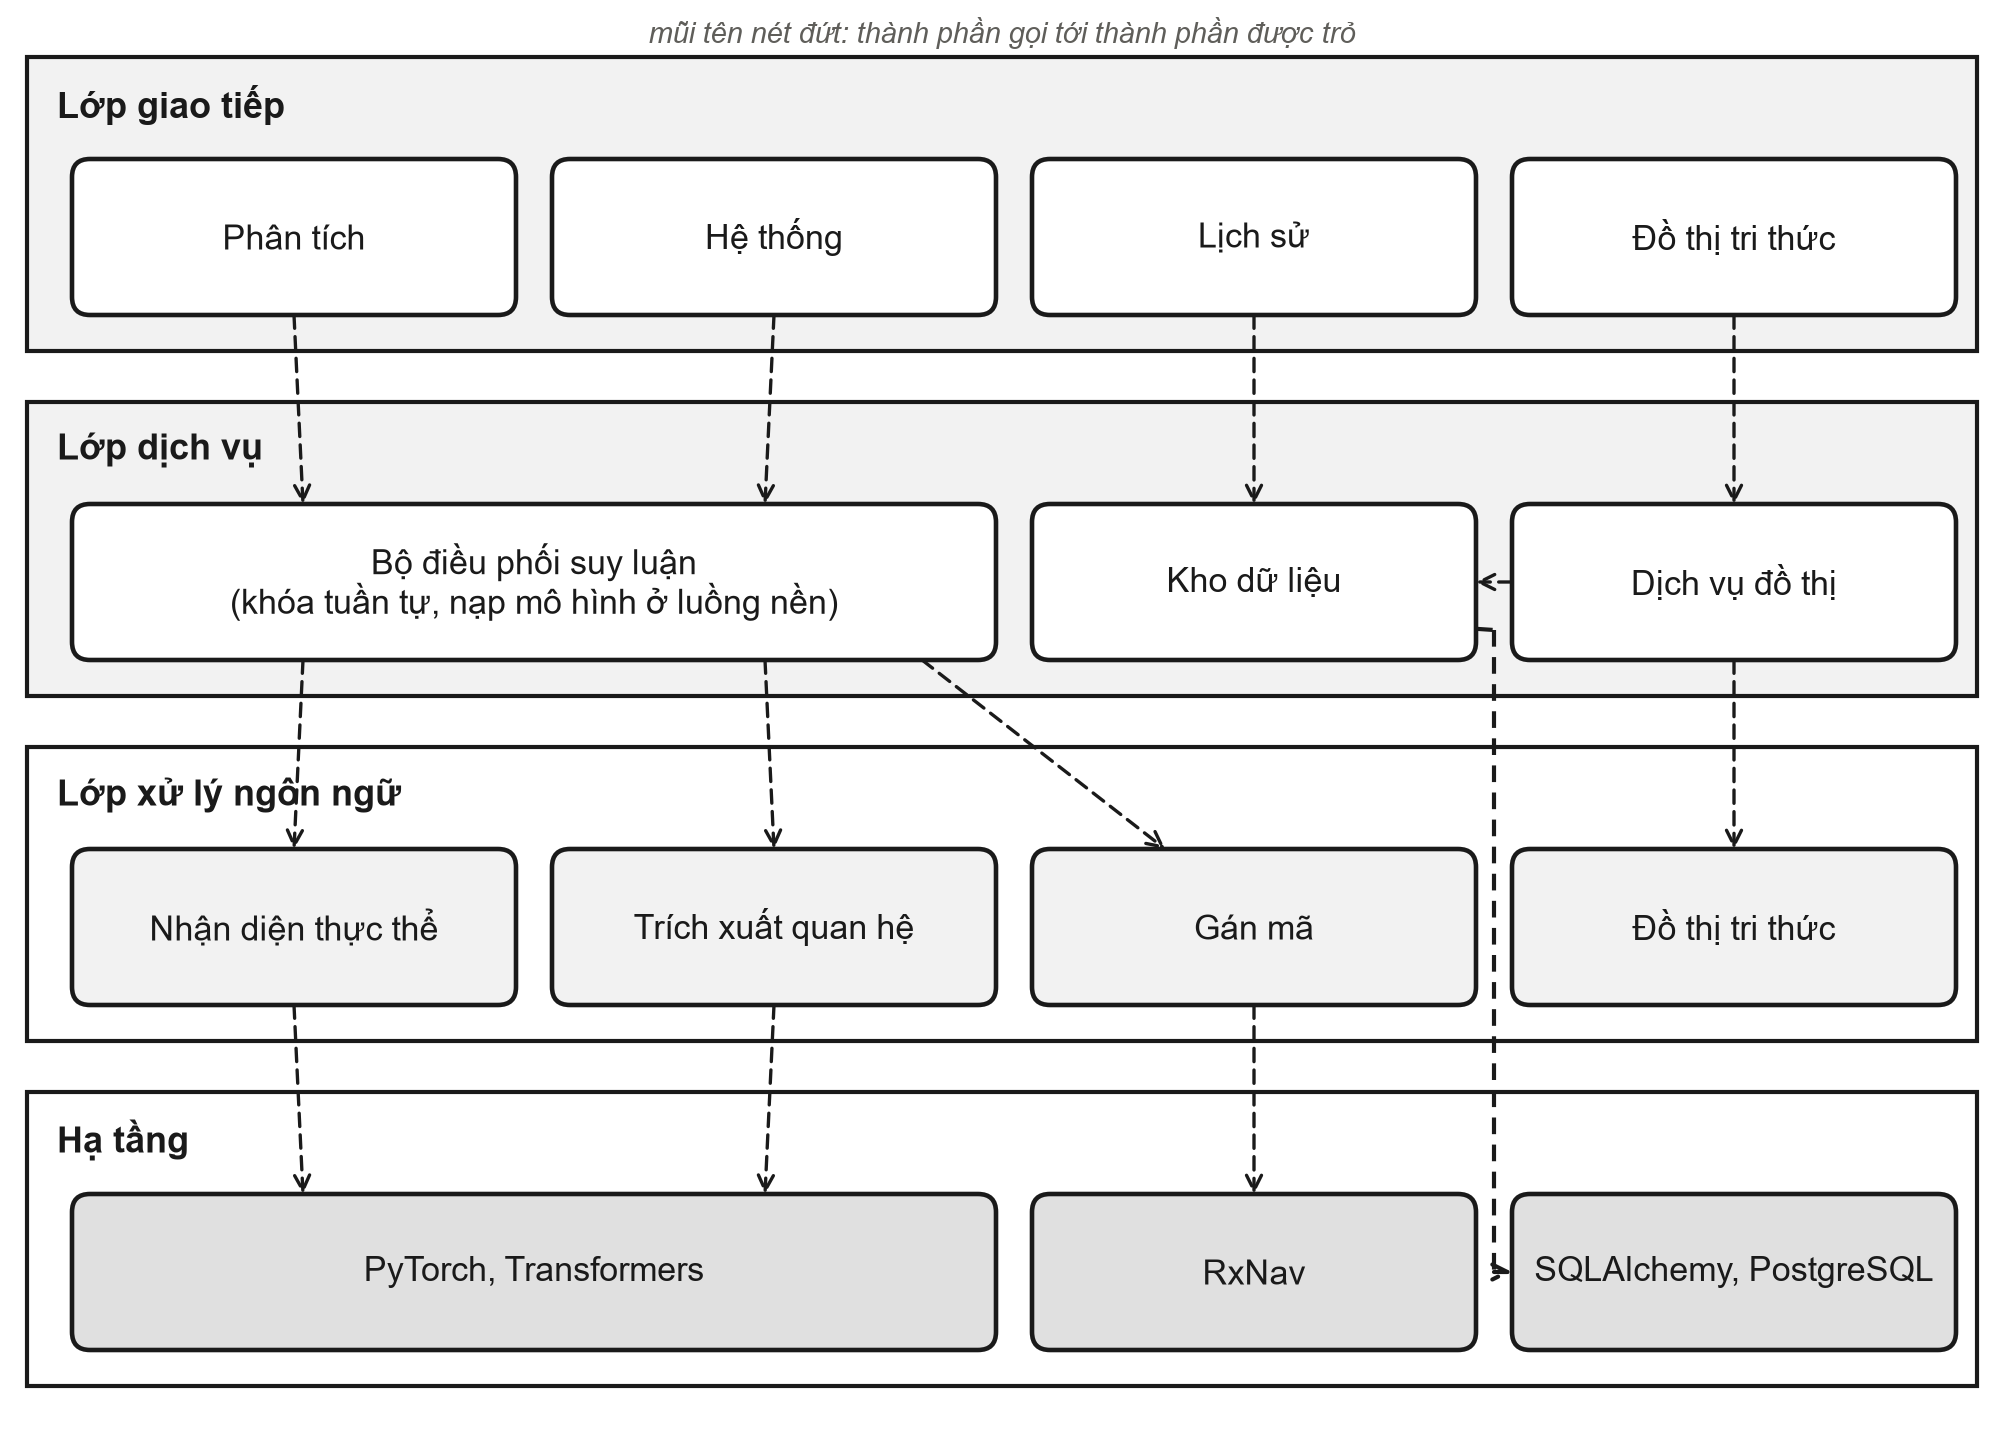 mũi tên nét đứt: thành phần gọi tới thành phần được trỏ
Lớp giao tiếp
Phân tích
Hệ thống
Lịch sử
Đồ thị tri thức
Lớp dịch vụ
Bộ điều phối suy luận
(khóa tuần tự, nạp mô hình ở luồng nền)
Kho dữ liệu
Dịch vụ đồ thị
Lớp xử lý ngôn ngữ
Nhận diện thực thể
Trích xuất quan hệ
Gán mã
Đồ thị tri thức
Hạ tầng
PyTorch, Transformers
RxNav
SQLAlchemy, PostgreSQL